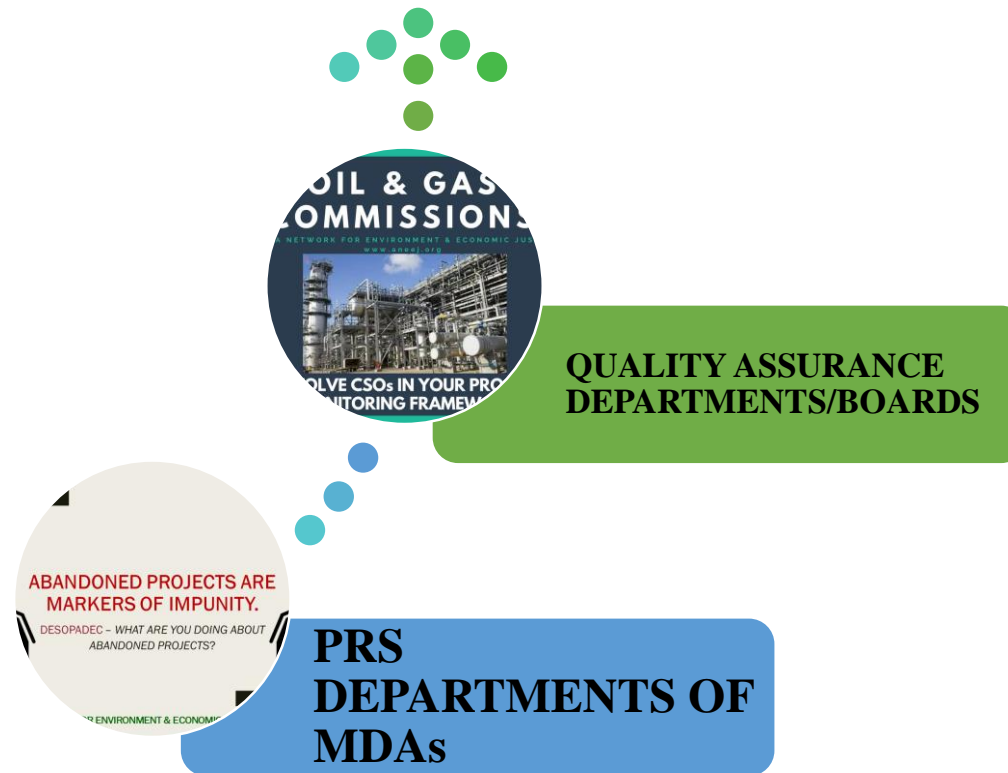 OIL & GAS
COMMISSIONS
NETWORK FOR ENVIRONMENT & ECONOMIC JUS
www.aneej.org
OLVE CSOs IN YOUR PRO
NITORING FRAMEW
QUALITY ASSURANCE
DEPARTMENTS/BOARDS
ABANDONED PROJECTS ARE
MARKERS OF IMPUNITY.
DESOPADEC – WHAT ARE YOU DOING ABOUT
ABANDONED PROJECTS?
R ENVIRONMENT & ECONOMIC
PRS
DEPARTMENTS OF
MDAs